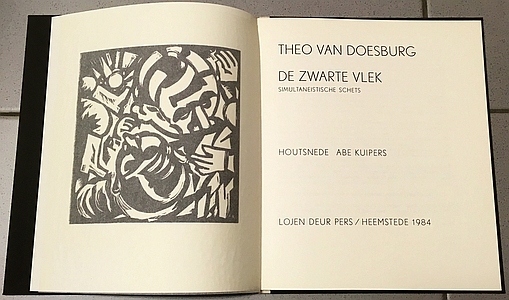 THEO VAN DOESBURG
DE ZWARTE VLEK
SIMULTANEISTISCHE SCHETS
HOUTSNEDE ABE KUIPERS
LOJEN DEUR PERS / HEEMSTEDE 1984